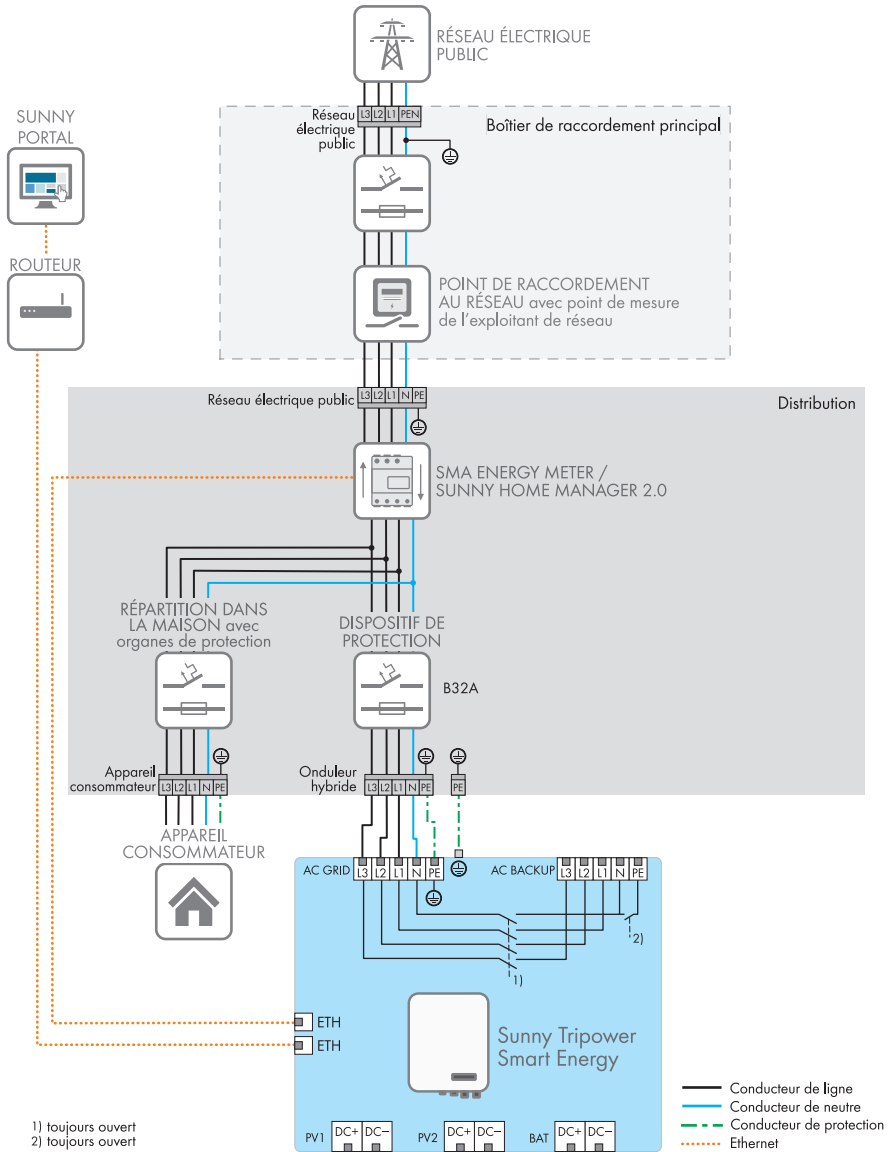 RÉSEAU ÉLECTRIQUE
PUBLIC
Réseau
électrique
public
L3 L2 L1 PEN
Boîtier de raccordement principal
SUNNY
PORTAL
ROUTEUR
POINT DE RACCORDEMENT
AU RÉSEAU avec point de mesure
de l'exploitant de réseau
Réseau électrique public
L3 L2 L1 N PE
Distribution
SMA ENERGY METER /
SUNNY HOME MANAGER 2.0
RÉPARTITION DANS
LA MAISON avec
organes de protection
DISPOSITIF DE
PROTECTION
B32A
Appareil
consommateur
L3 L2 L1 N PE
Onduleur
hybride
L3 L2 L1 N PE
PE
APPAREIL
CONSOMMATEUR
AC GRID
L3 L2 L1 N PE
AC BACKUP
L3 L2 L1 N PE
2)
1)
ETH
ETH
Sunny Tripower
Smart Energy
PV1
DC+ DC−
PV2
DC+ DC−
BAT
DC+ DC−
1) toujours ouvert
2) toujours ouvert
Conducteur de ligne
Conducteur de neutre
Conducteur de protection
Ethernet